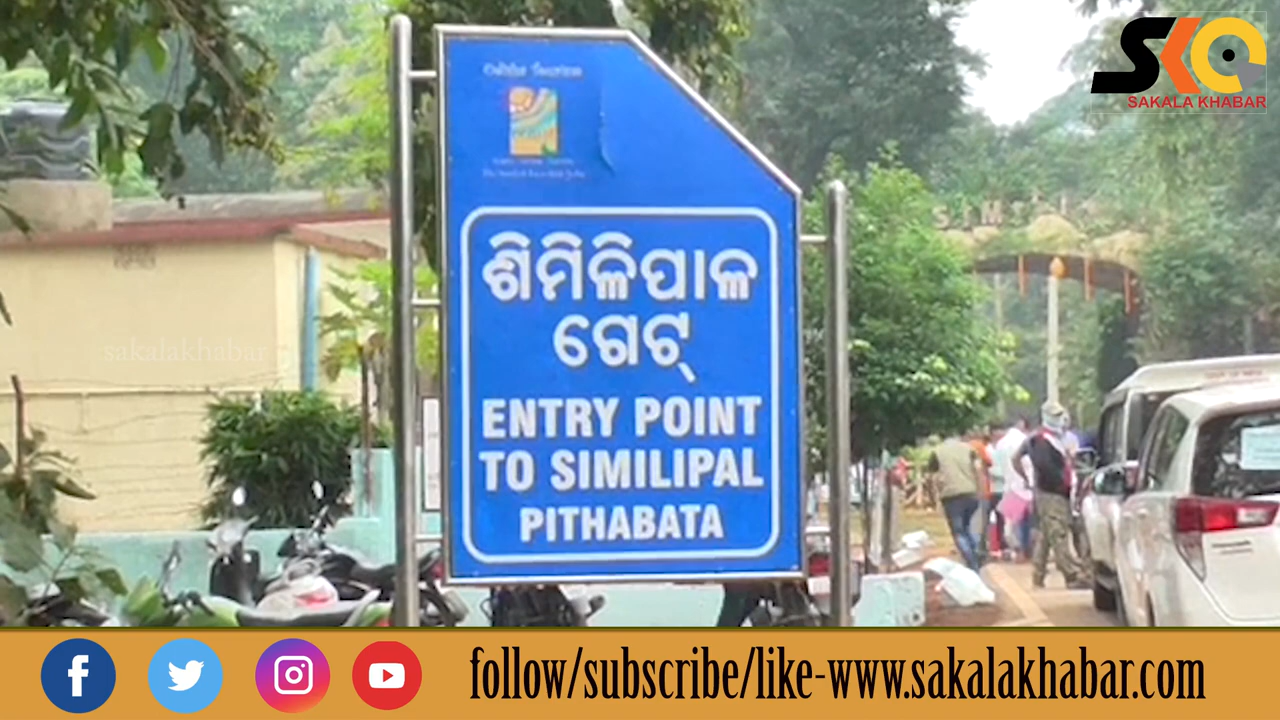 SAKALA KHABAR
Odisha Tourism
ଶିମିଳିପାଳ
ଗେଟ୍
ENTRY POINT
TO SIMILIPAL
PITHABATA
sakalakhabar
follow/subscribe/like-www.sakalakhabar.com